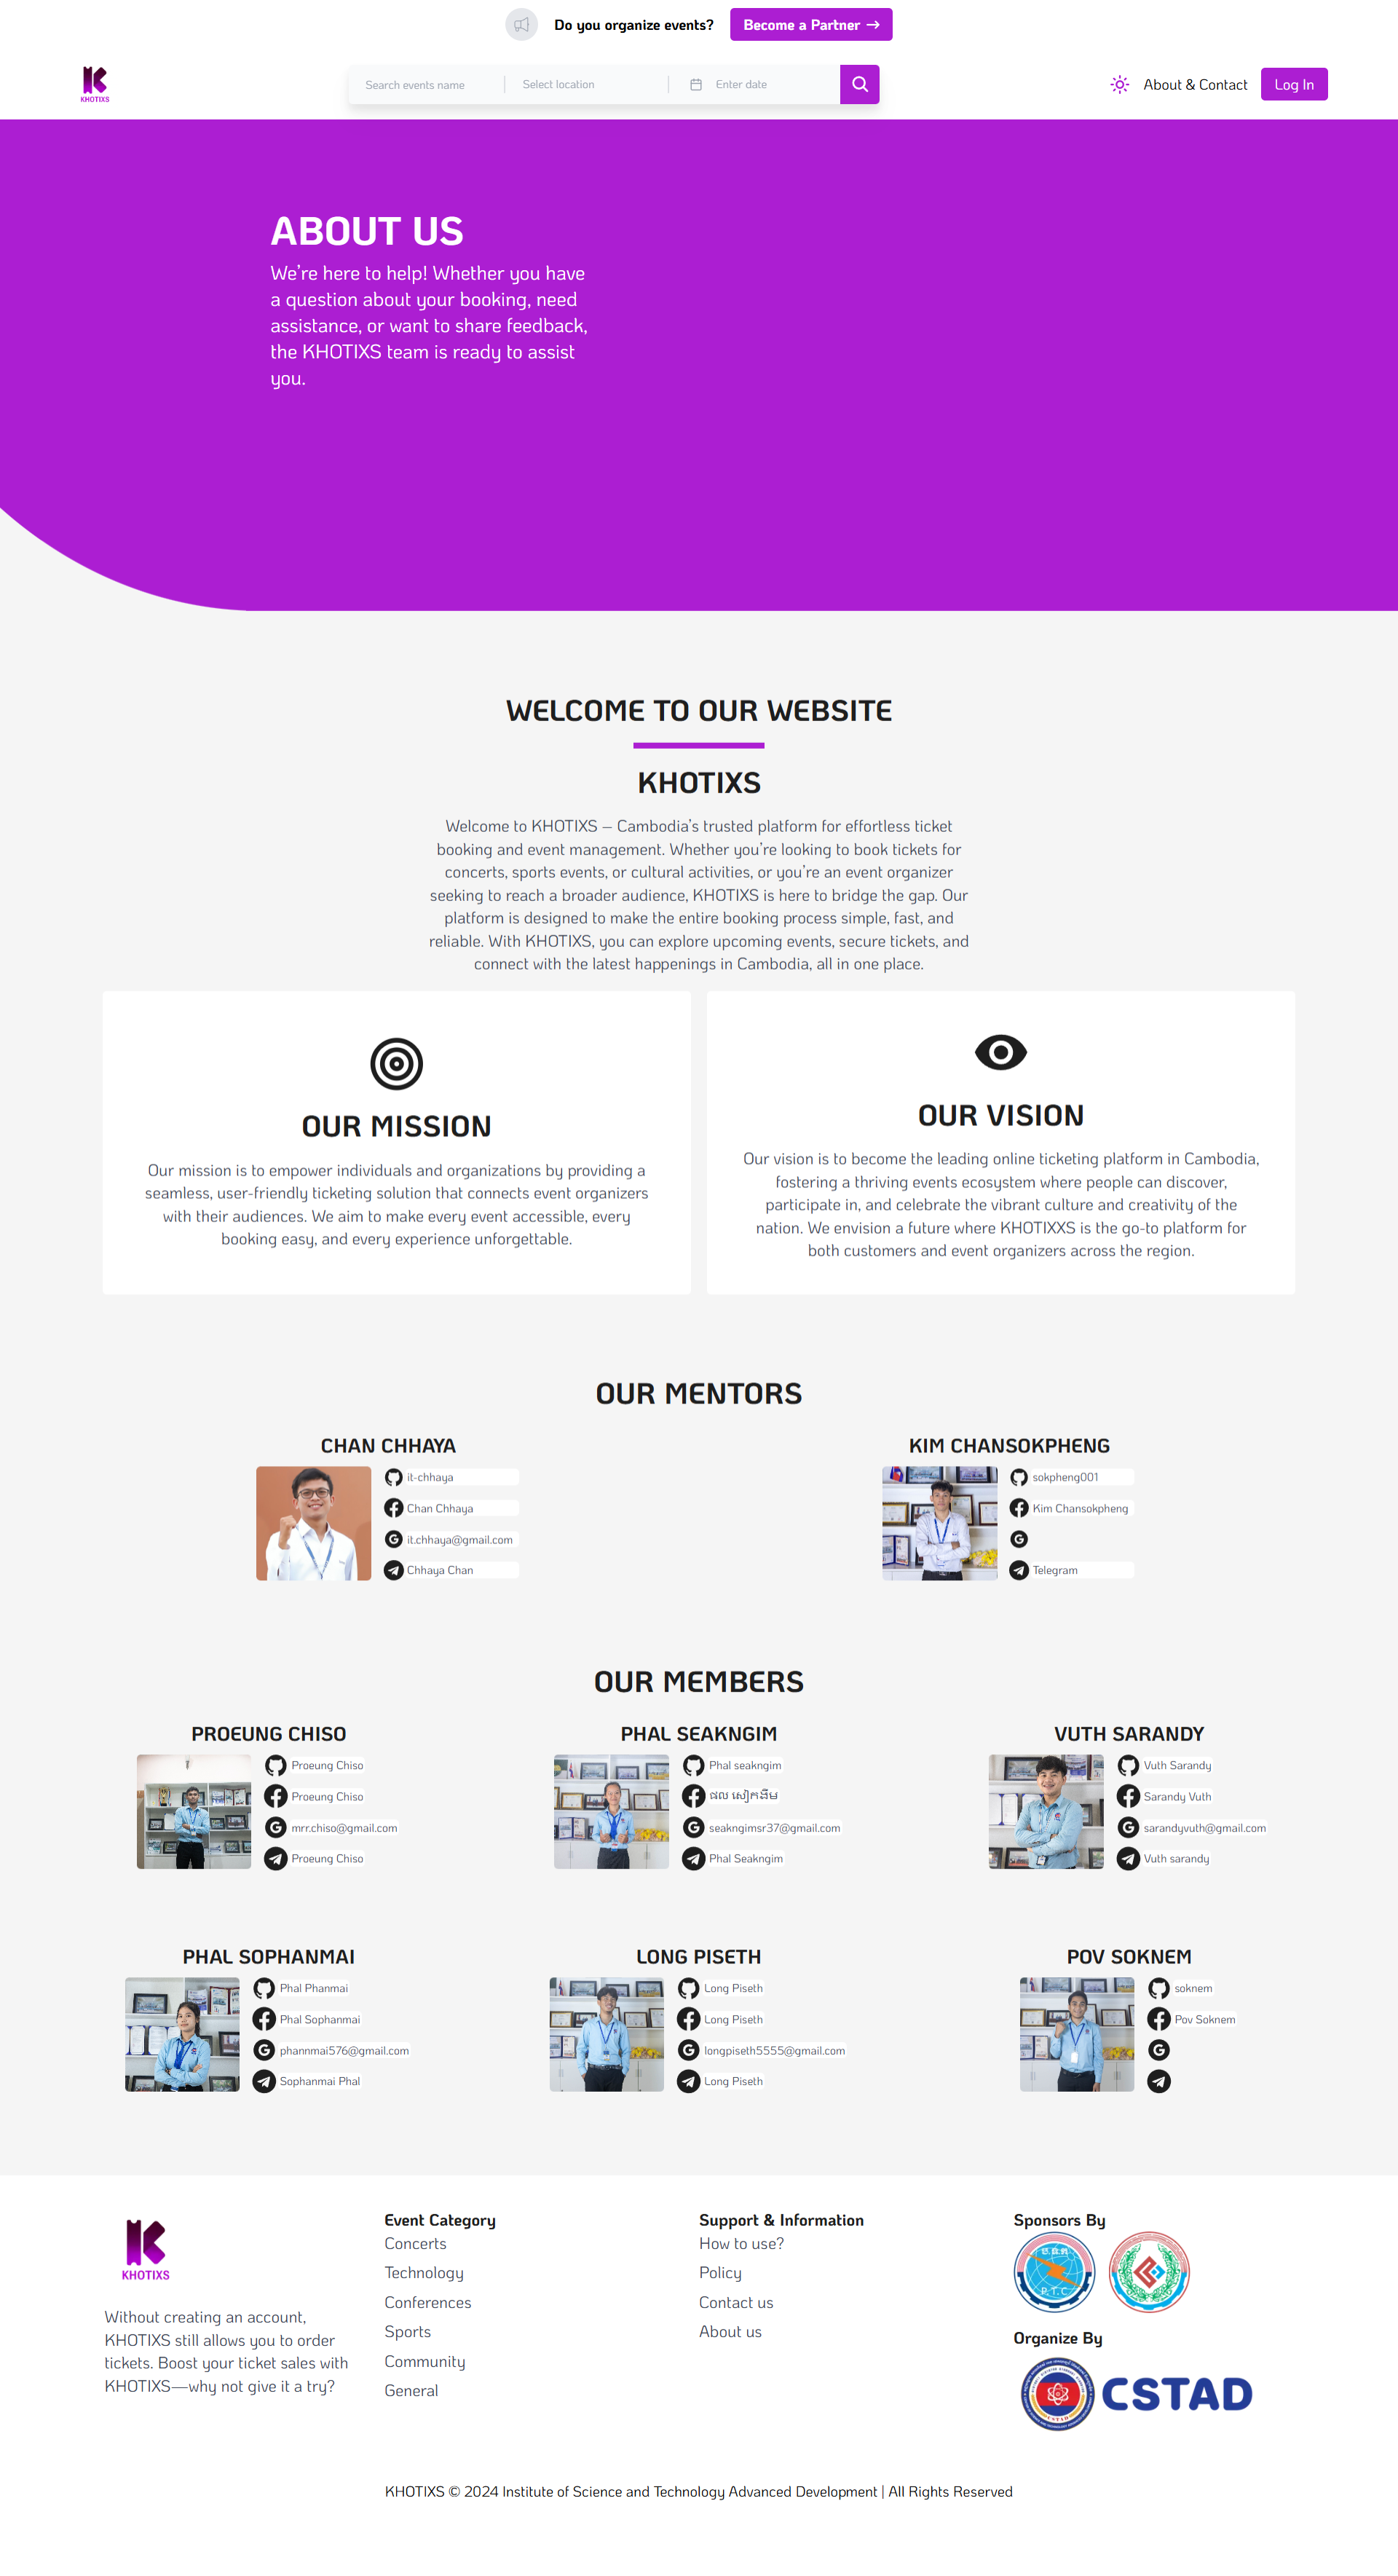 Do you organize events?
Become a Partner →
KHOTIXS
Search events name
Select location
Enter date
About & Contact
Log In
ABOUT US
We're here to help! Whether you have
a question about your booking, need
assistance, or want to share feedback,
the KHOTIXS team is ready to assist
you.
WELCOME TO OUR WEBSITE
KHOTIXS
Welcome to KHOTIXS – Cambodia's trusted platform for effortless ticket
booking and event management. Whether you're looking to book tickets for
concerts, sports events, or cultural activities, or you're an event organizer
seeking to reach a broader audience, KHOTIXS is here to bridge the gap. Our
platform is designed to make the entire booking process simple, fast, and
reliable. With KHOTIXS, you can explore upcoming events, secure tickets, and
connect with the latest happenings in Cambodia, all in one place.
OUR MISSION
Our mission is to empower individuals and organizations by providing a
seamless, user-friendly ticketing solution that connects event organizers
with their audiences. We aim to make every event accessible, every
booking easy, and every experience unforgettable.
OUR VISION
Our vision is to become the leading online ticketing platform in Cambodia,
fostering a thriving events ecosystem where people can discover,
participate in, and celebrate the vibrant culture and creativity of the
nation. We envision a future where KHOTIXXS is the go-to platform for
both customers and event organizers across the region.
OUR MENTORS
CHAN CHHAYA
it-chhaya
Chan Chhaya
it.chhaya@gmail.com
Chhaya Chan
KIM CHANSOKPHENG
sokpheng001
Kim Chansokpheng
Telegram
OUR MEMBERS
PROEUNG CHISO
Proeung Chiso
Proeung Chiso
mrr.chiso@gmail.com
Proeung Chiso
PHAL SEAKNGIM
Phal seakngim
ផល សៀកងីម
seakngimsr37@gmail.com
Phal Seakngim
VUTH SARANDY
Vuth Sarandy
Sarandy Vuth
sarandyvuth@gmail.com
Vuth sarandy
PHAL SOPHANMAI
Phal Phanmai
Phal Sophanmai
phannmai576@gmail.com
Sophanmai Phal
LONG PISETH
Long Piseth
Long Piseth
longpiseth5555@gmail.com
Long Piseth
POV SOKNEM
soknem
Pov Soknem
KHOTIXS
Without creating an account,
KHOTIXS still allows you to order
tickets. Boost your ticket sales with
KHOTIXS—why not give it a try?
Event Category
Concerts
Technology
Conferences
Sports
Community
General
Support & Information
How to use?
Policy
Contact us
About us
Sponsors By
P.T.C
Organize By
CSTAD
KHOTIXS © 2024 Institute of Science and Technology Advanced Development | All Rights Reserved